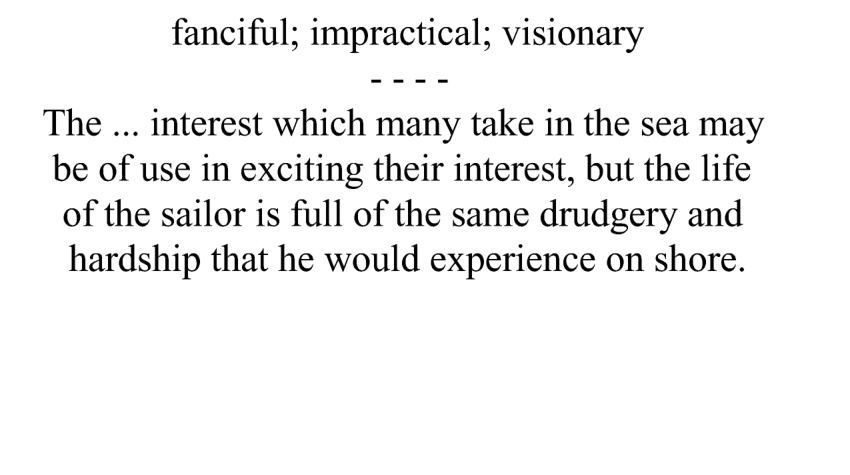 fanciful; impractical; visionary
- - - -
The ... interest which many take in the sea may
be of use in exciting their interest, but the life
of the sailor is full of the same drudgery and
hardship that he would experience on shore.